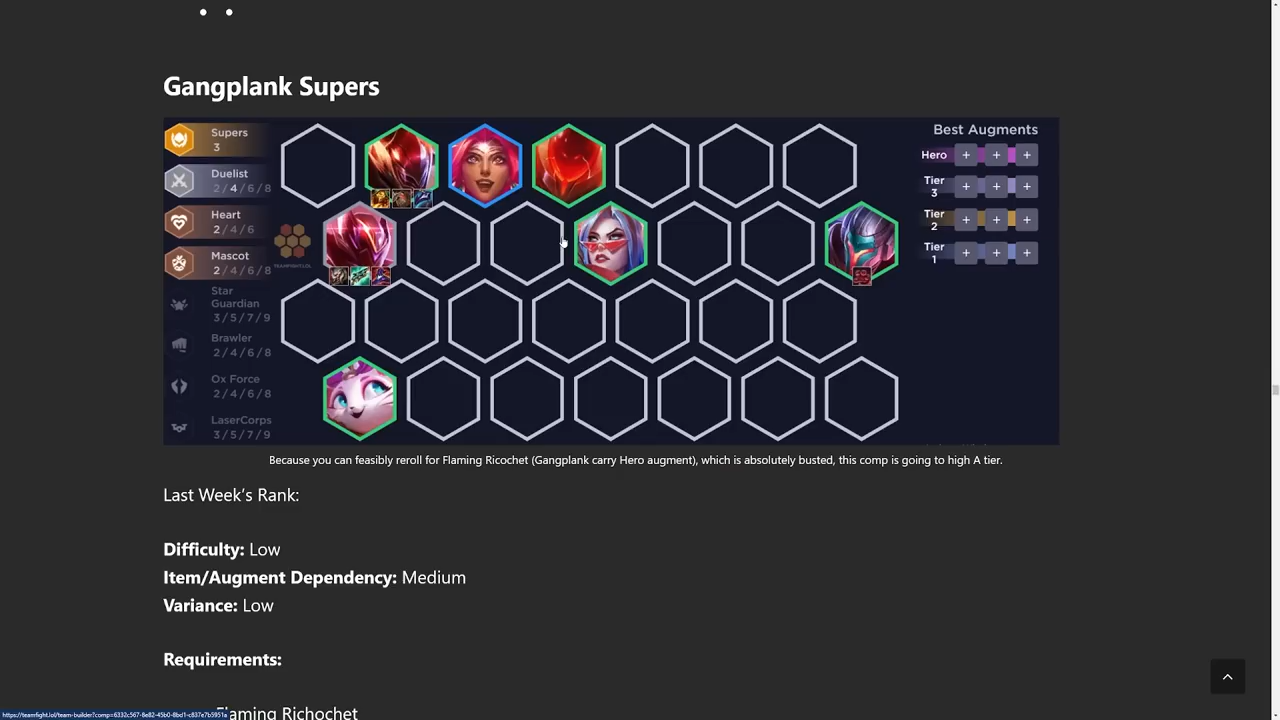 Gangplank Supers
Supers
3
Duelist
2/4/6/8
Heart
2/4/6
Mascot
2/4/6/8
Star
Guardian
3/5/7/9
Brawler
2/4/6/8
Ox Force
2/4/6/8
LaserCorps
3/5/7/9
TEAMFIGHT.LOL
Best Augments
Hero + + +
Tier
3 + + +
Tier
2 + + +
Tier
1 + + +
Because you can feasibly reroll for Flaming Ricochet (Gangplank carry Hero augment), which is absolutely busted, this comp is going to high A tier.
Last Week's Rank:
Difficulty: Low
Item/Augment Dependency: Medium
Variance: Low
Requirements:
Flaming Richochet